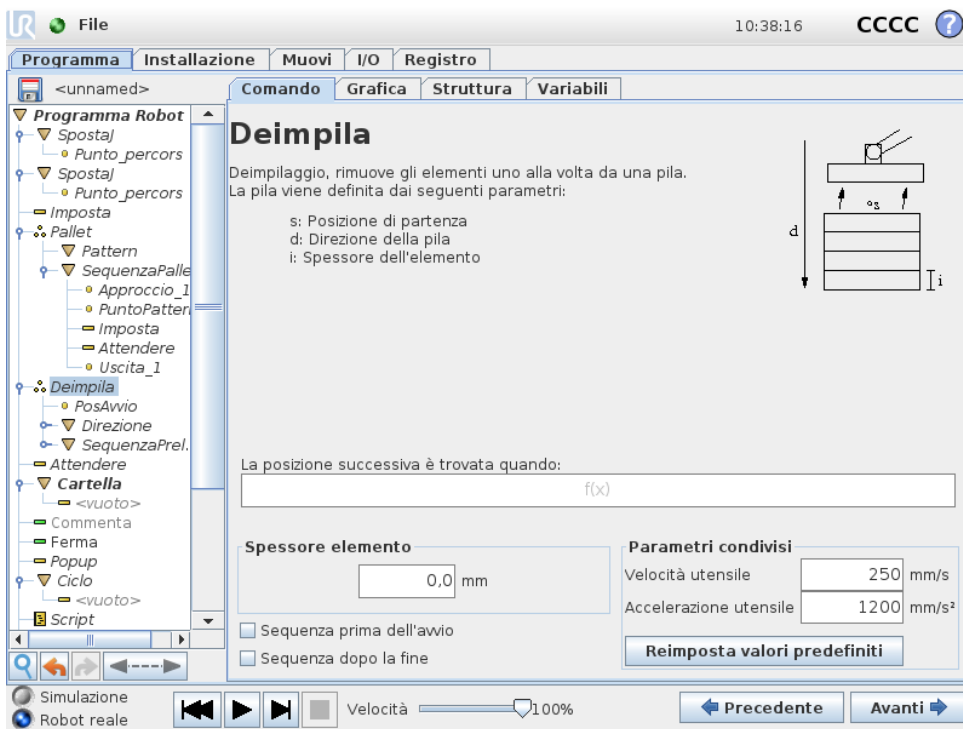 UR File 10:38:16 CCCC ?
Programma Installazione Muovi I/O Registro
<unnamed>
Comando Grafica Struttura Variabili
Programma Robot
SpostaJ
Punto_percors
SpostaJ
Punto_percors
Imposta
Pallet
Pattern
SequenzaPalle
Approccio_1
PuntoPatter
Imposta
Attendere
Uscita_1
Deimpila
PosAvvio
Direzione
SequenzaPrel.
Attendere
Cartella
<vuoto>
Commenta
Ferma
Popup
Ciclo
<vuoto>
Script
Deimpila
Deimpilaggio, rimuove gli elementi uno alla volta da una pila.
La pila viene definita dai seguenti parametri:
s: Posizione di partenza
d: Direzione della pila
i: Spessore dell'elemento
s
d
i
La posizione successiva è trovata quando:
f(x)
Spessore elemento
0,0 mm
Sequenza prima dell'avvio
Sequenza dopo la fine
Parametri condivisi
Velocità utensile 250 mm/s
Accelerazione utensile 1200 mm/s²
Reimposta valori predefiniti
Simulazione
Robot reale
Velocità 100%
Precedente Avanti